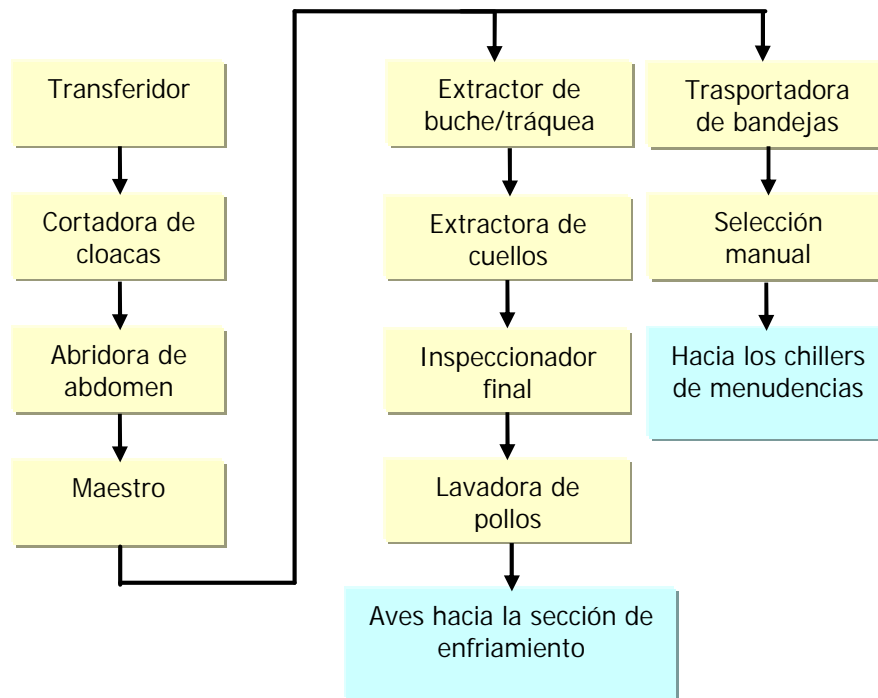 Transferidor
Cortadora de
cloacas
Abridora de
abdomen
Maestro
Extractor de
buche/tráquea
Extractora de
cuellos
Inspeccionador
final
Lavadora de
pollos
Aves hacia la sección de
enfriamiento
Trasportadora
de bandejas
Selección
manual
Hacia los chillers
de menudencias